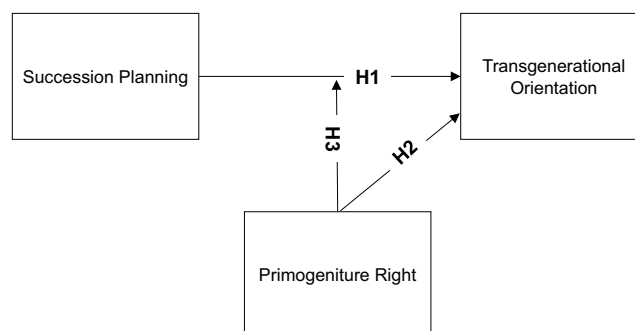 Succession Planning
H1
Transgenerational
Orientation
H3
H2
Primogeniture Right